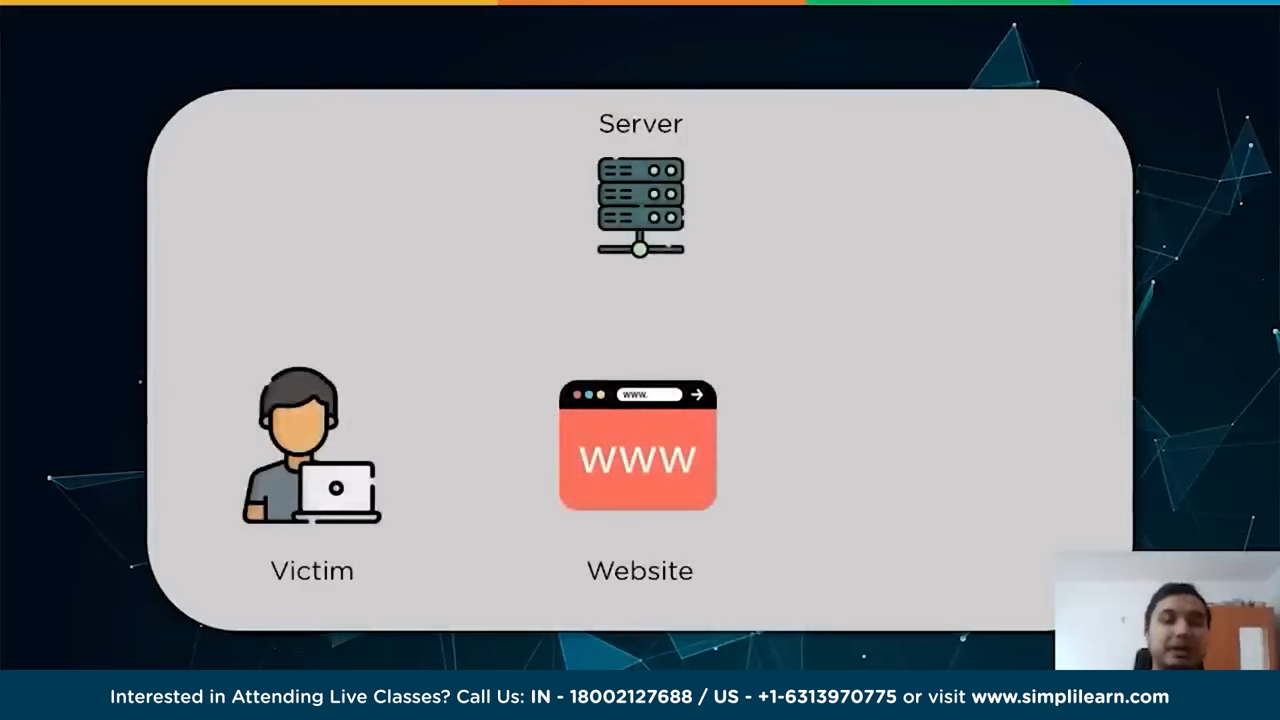 Server
www.
www
Victim
Website
Interested in Attending Live Classes? Call Us: IN - 18002127688 / US - +1-6313970775 or visit www.simplilearn.com